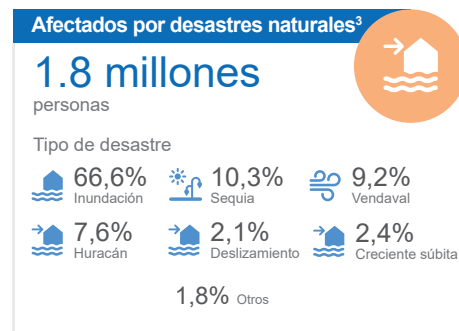 Afectados por desastres naturales³
1.8 millones
personas
Tipo de desastre
66,6% 10,3% 9,2%
Inundación Sequia Vendaval
7,6% 2,1% 2,4%
Huracán Deslizamiento Creciente súbita
1,8% Otros